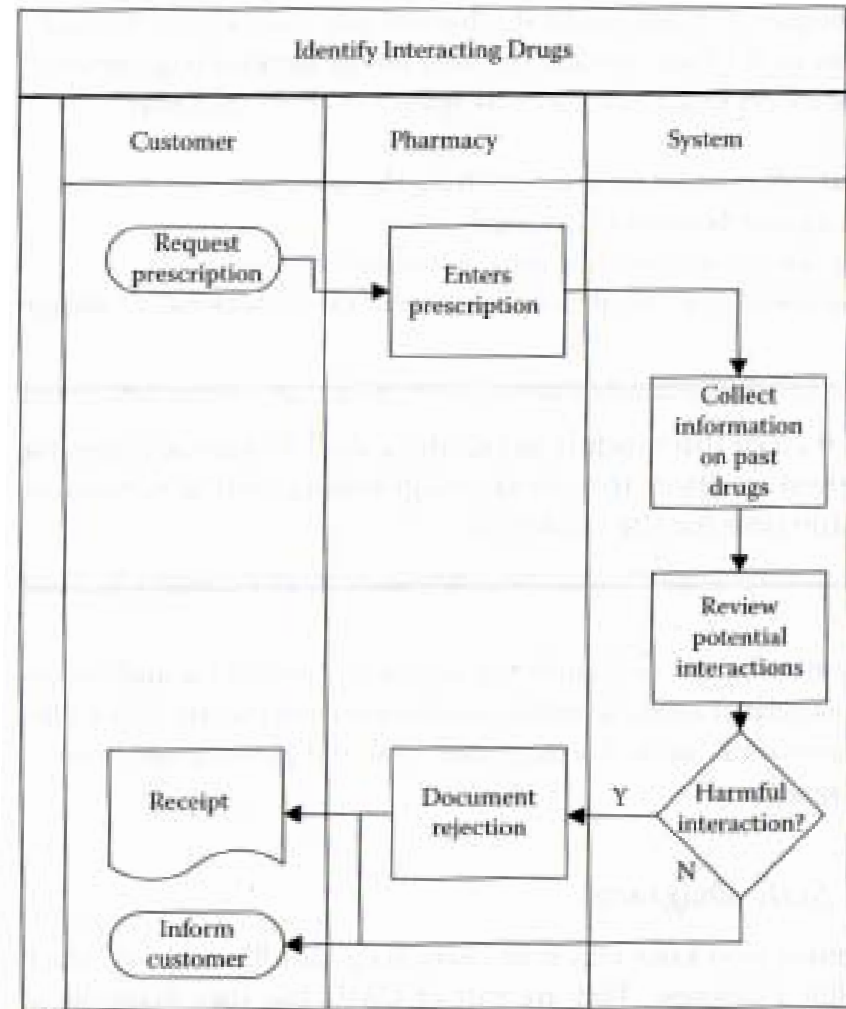 Identify Interacting Drugs
Customer
Pharmacy
System
Request
prescription
Enters
prescription
Collect
information
on past
drugs
Review
potential
interactions
Receipt
Document
rejection
Y
Harmful
interaction?
N
Inform
customer